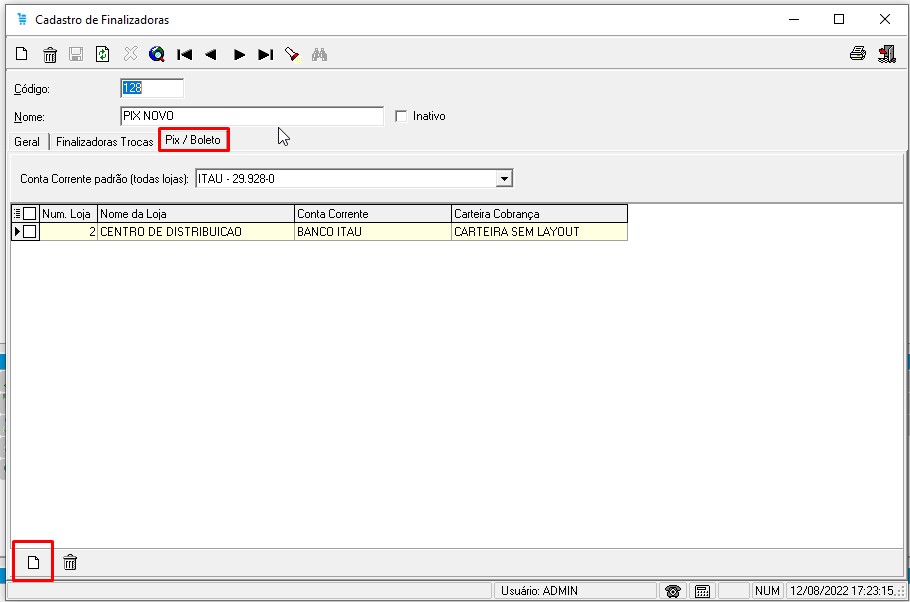 Cadastro de Finalizadoras
Código: 128
Nome: PIX NOVO Inativo
Geral Finalizadoras Trocas Pix / Boleto
Conta Corrente padrão (todas lojas): ITAU - 29.928-0
Num. Loja Nome da Loja Conta Corrente Carteira Cobrança
2 CENTRO DE DISTRIBUICAO BANCO ITAU CARTEIRA SEM LAYOUT
Usuário: ADMIN NUM 12/08/2022 17:23:15